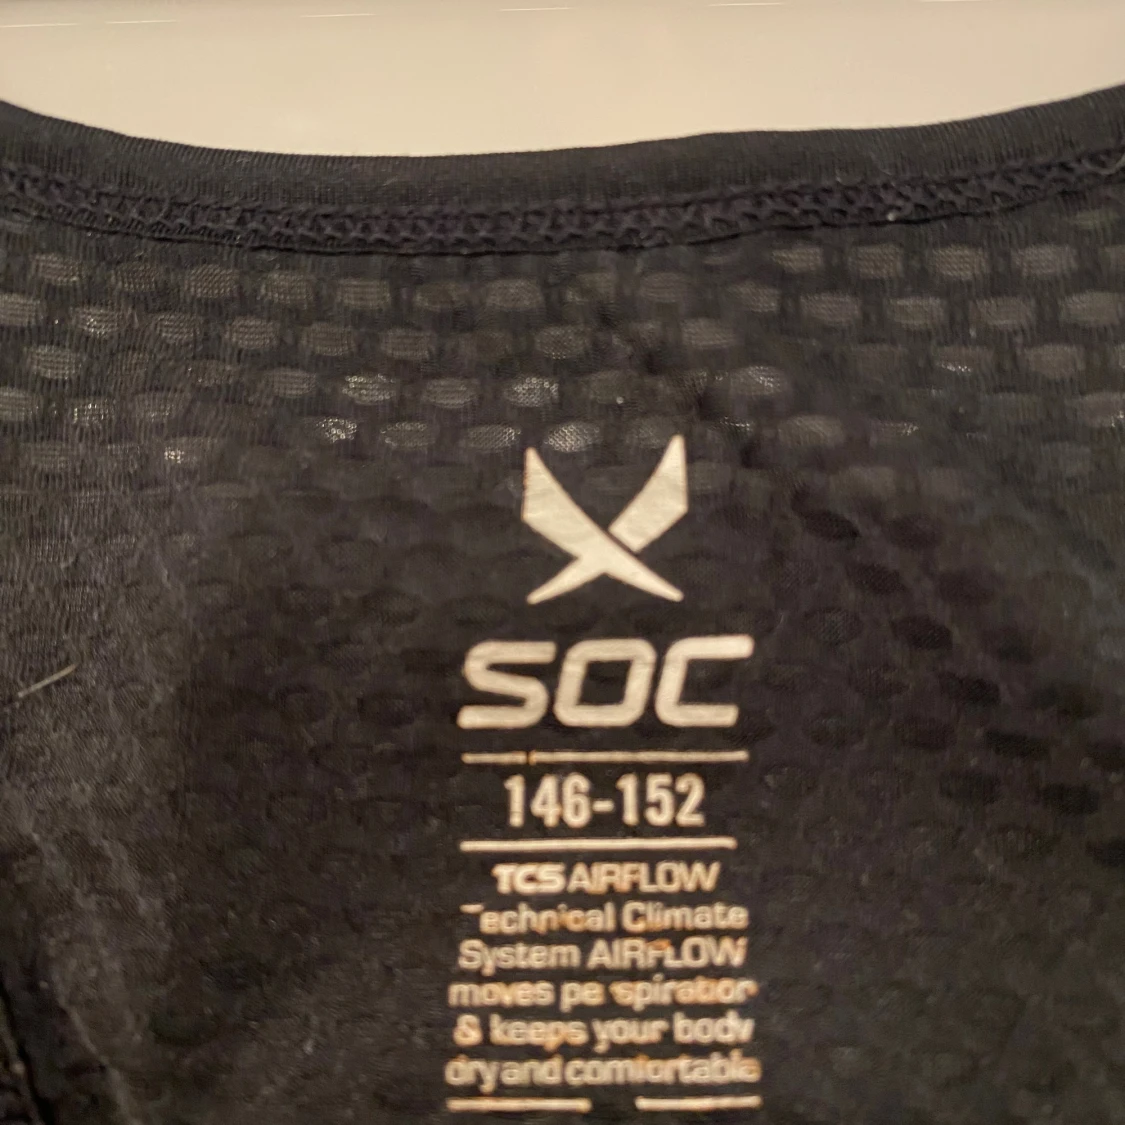 SOC
146-152
TCS AIRFLOW
Technical Climate
System AIRFLOW
moves perspiration
& keeps your body
dry and comfortable